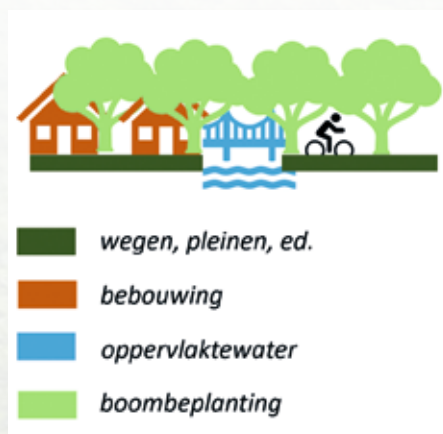 wegen, pleinen, ed.
bebouwing
oppervlaktewater
boombeplanting